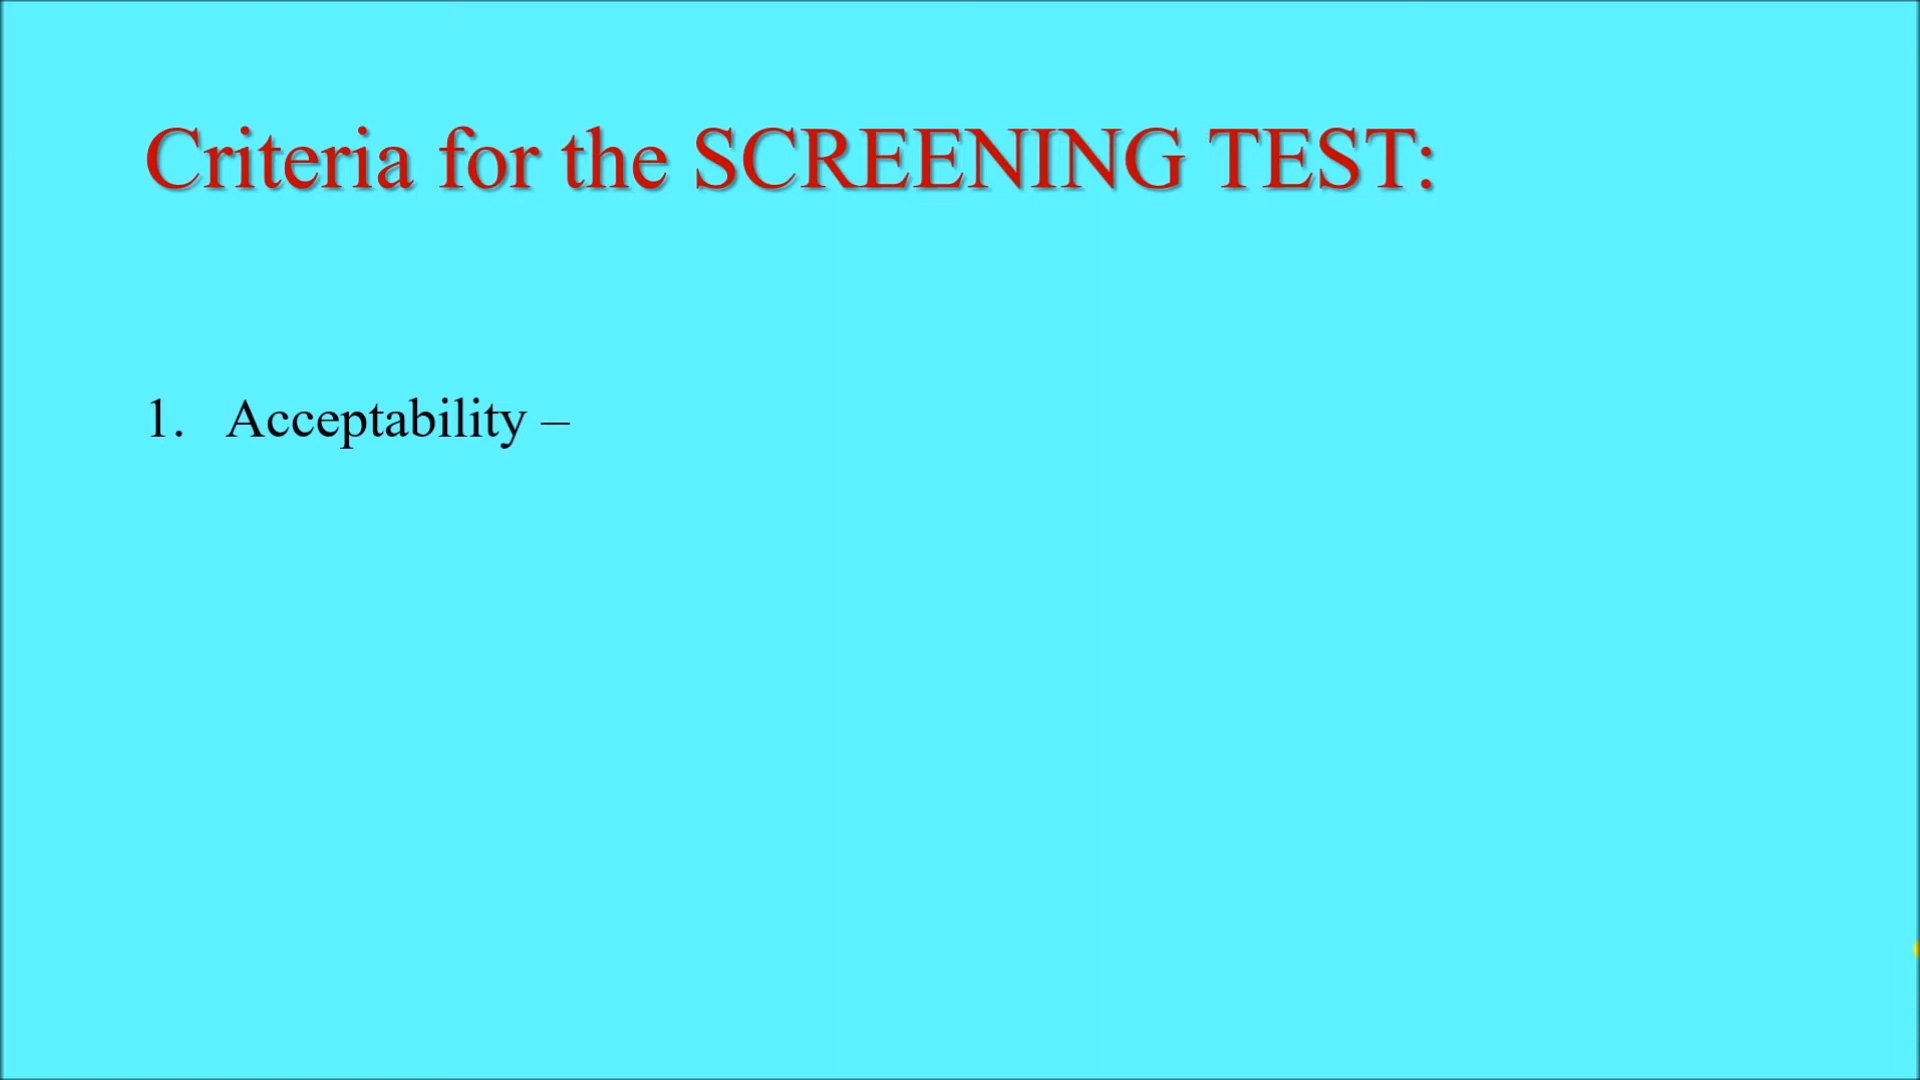 Criteria for the SCREENING TEST:
1. Acceptability –